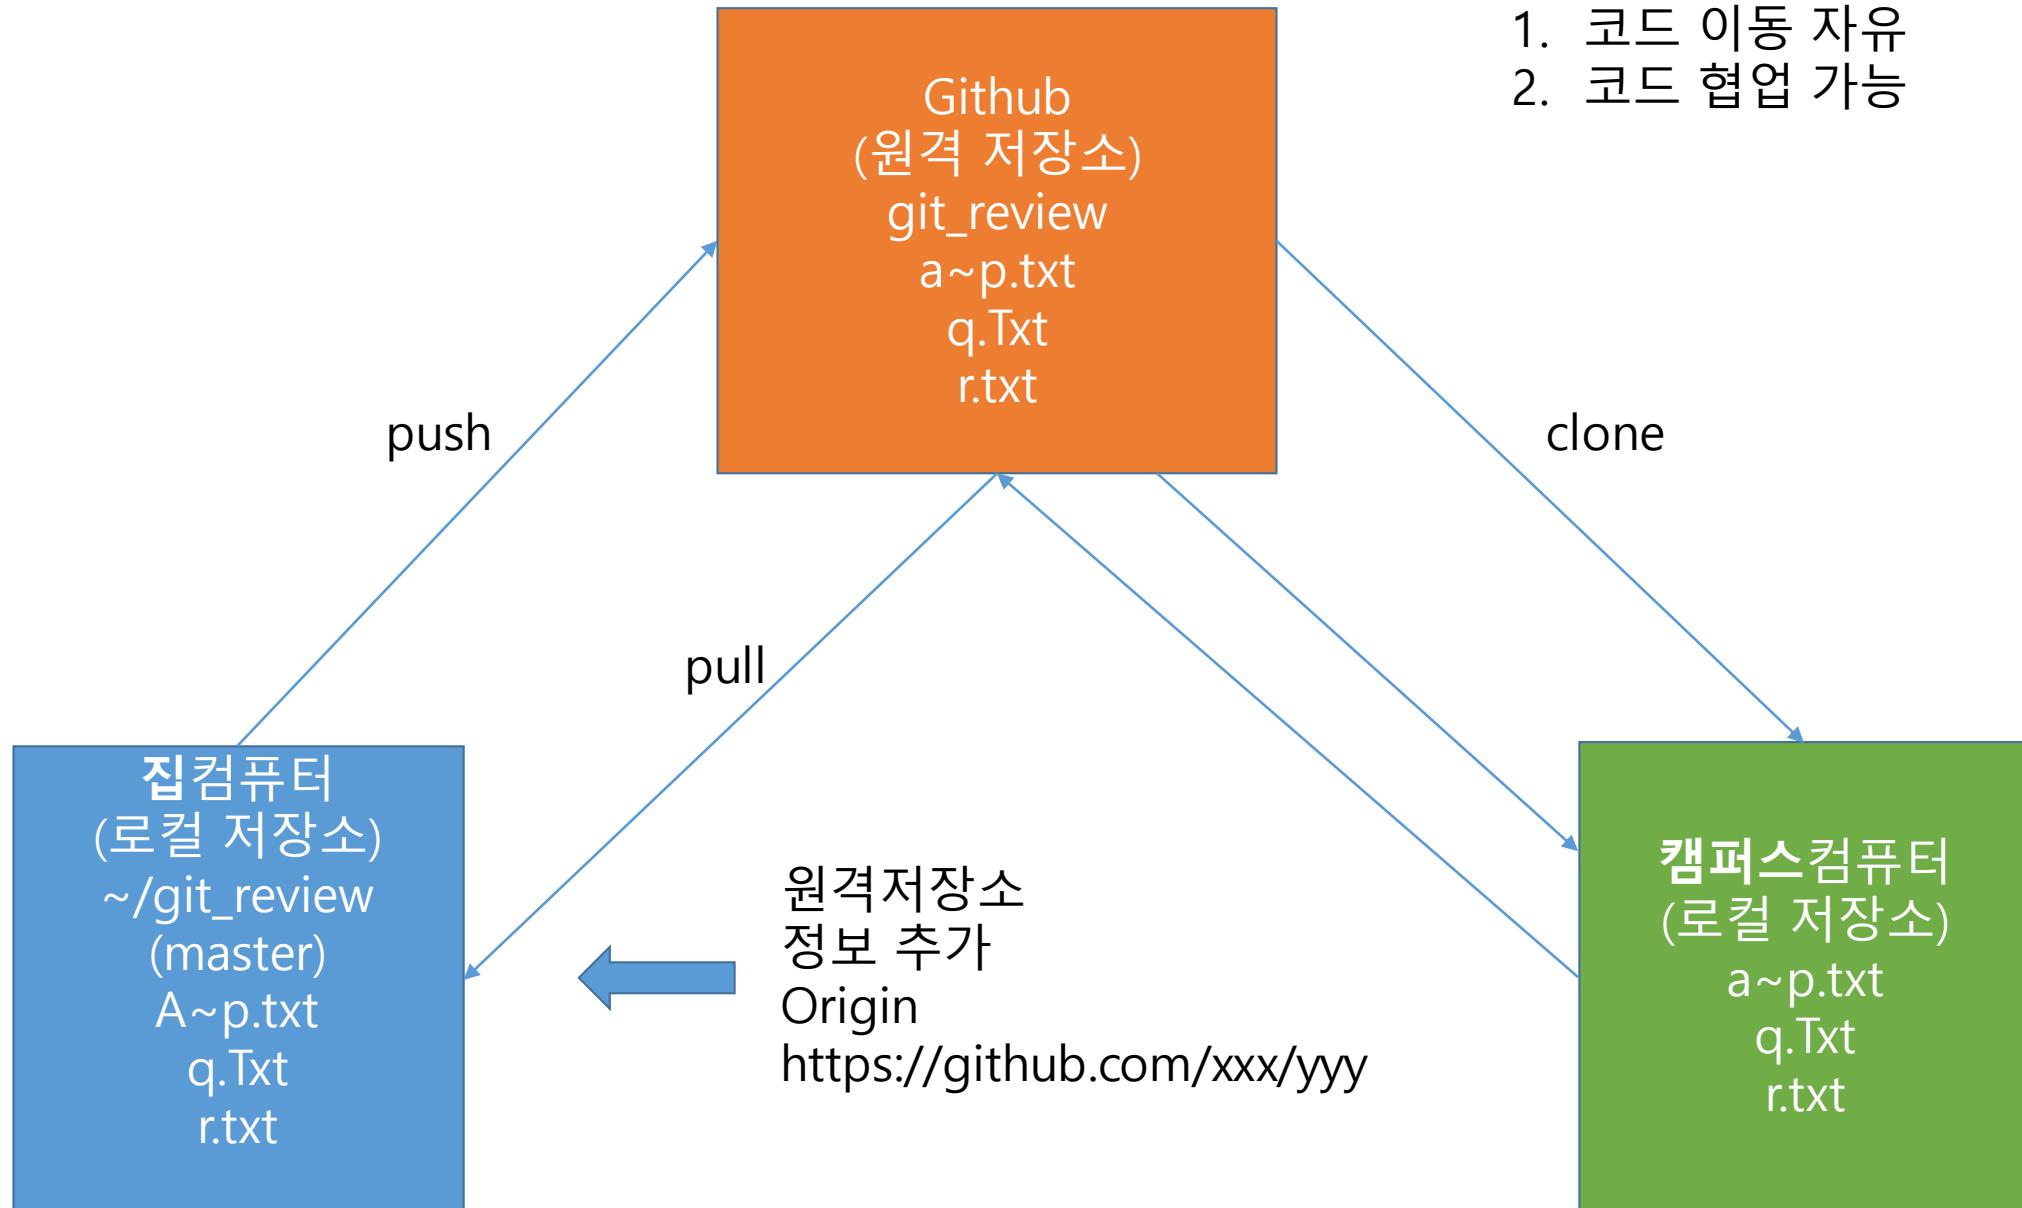 1. 코드 이동 자유
2. 코드 협업 가능
Github
(원격 저장소)
git_review
a~p.txt
q.Txt
r.txt
push
clone
pull
집컴퓨터
(로컬 저장소)
~/git_review
(master)
A~p.txt
q.Txt
r.txt
원격저장소
정보 추가
Origin
https://github.com/xxx/yyy
캠퍼스컴퓨터
(로컬 저장소)
a~p.txt
q.Txt
r.txt